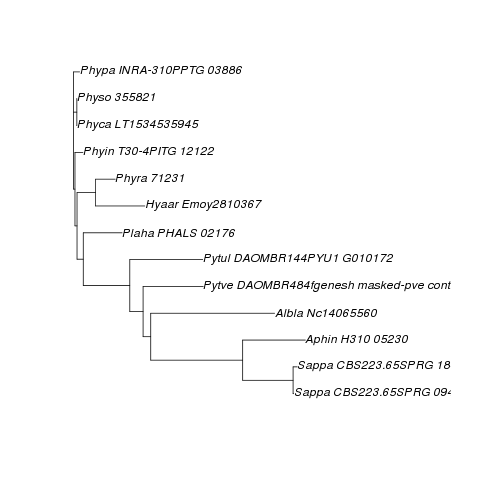 Phypa INRA-310PPTG 03886
Physo 355821
Phyca LT1534535945
Phyin T30-4PITG 12122
Phyra 71231
Hyaar Emoy2810367
Plaha PHALS 02176
Pytul DAOMBR144PYU1 G010172
Pytve DAOMBR484fgenesh masked-pve cont
Albla Nc14065560
Aphin H310 05230
Sappa CBS223.65SPRG 18
Sappa CBS223.65SPRG 094